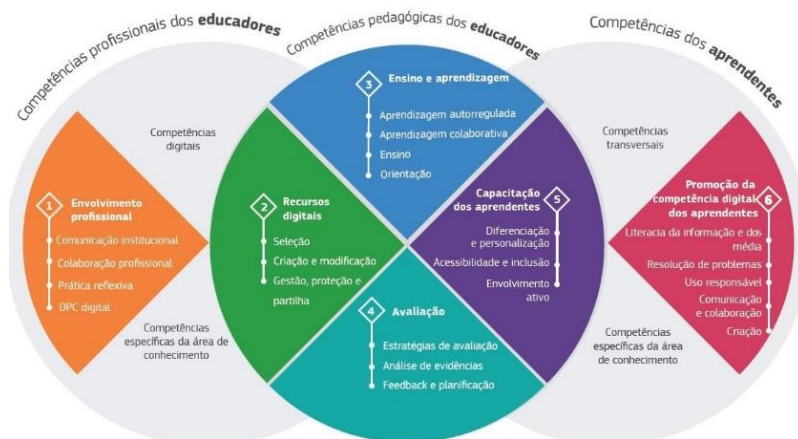 Competências profissionais dos educadores
Competências pedagógicas dos educadores
Competências dos aprendentes
Competências
digitais
1
Envolvimento
profissional
Comunicação institucional
Colaboração profissional
Prática reflexiva
DPC digital
Competências
específicas da área de
conhecimento
2
Recursos
digitais
Seleção
Criação e modificação
Gestão, proteção e
partilha
3
Ensino e aprendizagem
Aprendizagem autorregulada
Aprendizagem colaborativa
Ensino
Orientação
4
Avaliação
Estratégias de avaliação
Análise de evidências
Feedback e planificação
5
Capacitação
dos aprendentes
Diferenciação
e personalização
Acessibilidade e inclusão
Envolvimento
ativo
Competências
transversais
6
Promoção da
competência digital
dos aprendentes
Literacia da informação e dos
média
Resolução de problemas
Uso responsável
Comunicação
e colaboração
Criação
Competências
específicas da área
de conhecimento